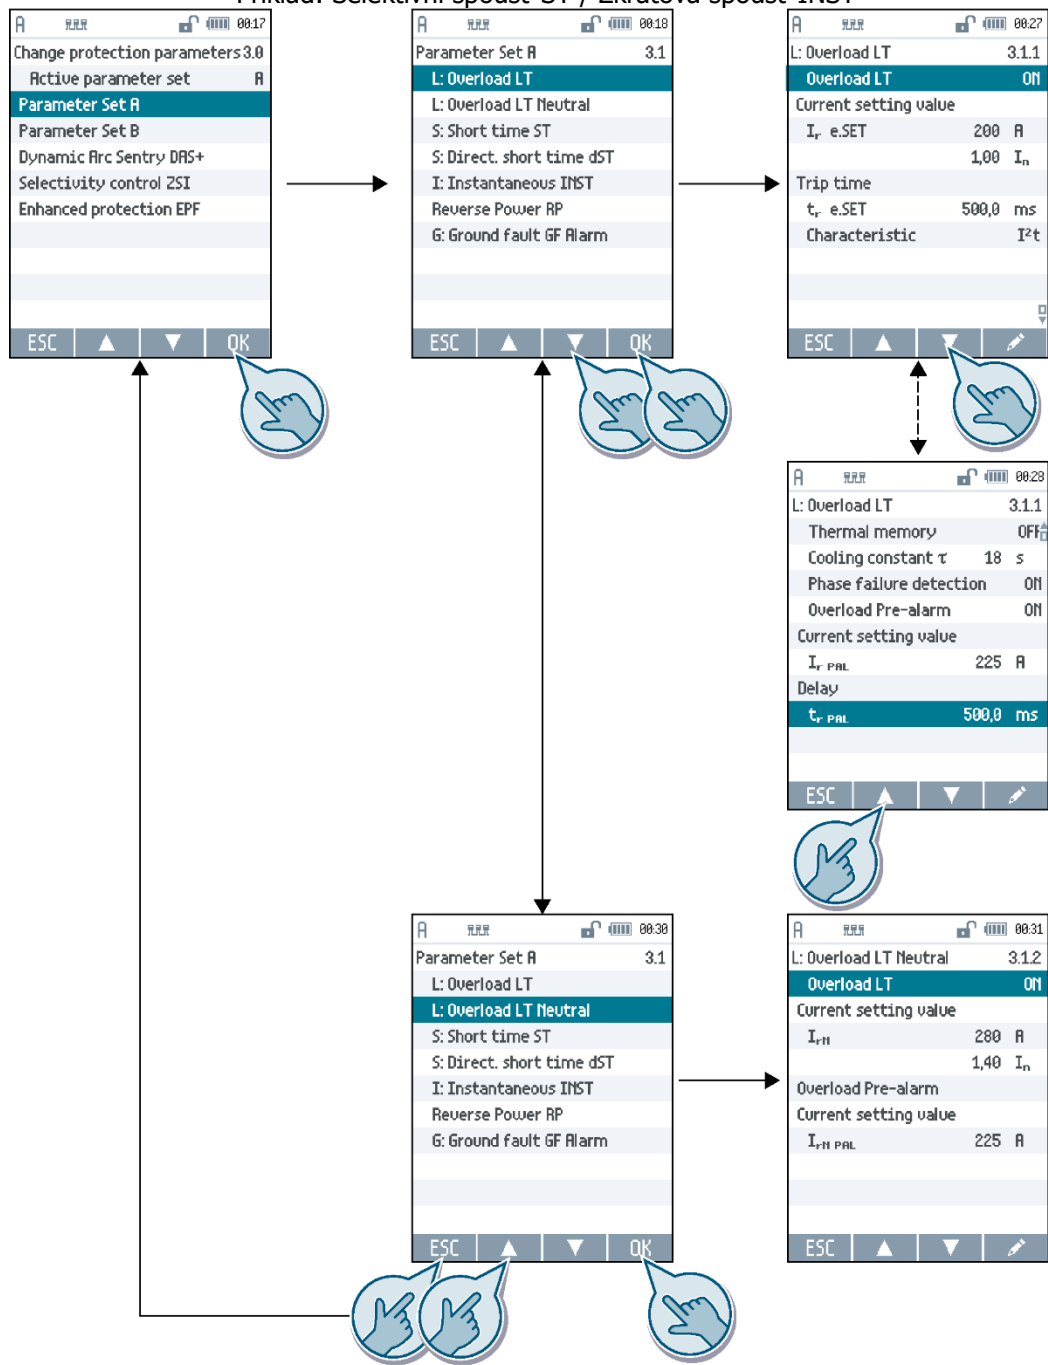 Příklad: Selektivní spoušť ST / Zkratová spoušť INST
A 00:17
Change protection parameters 3.0
Active parameter set A
Parameter Set A
Parameter Set B
Dynamic Arc Sentry DAS+
Selectivity control ZSI
Enhanced protection EPF
ESC OK
A 00:18
Parameter Set A 3.1
L: Overload LT
L: Overload LT Neutral
S: Short time ST
S: Direct. short time dST
I: Instantaneous INST
Reverse Power RP
G: Ground fault GF Alarm
ESC OK
A 00:27
L: Overload LT 3.1.1
Overload LT ON
Current setting value
Ir e.SET 200 A
1,00 In
Trip time
tr e.SET 500,0 ms
Characteristic I²t
ESC
A 00:28
L: Overload LT 3.1.1
Thermal memory OFF
Cooling constant τ 18 s
Phase failure detection ON
Overload Pre-alarm ON
Current setting value
Ir PAL 225 A
Delay
tr PAL 500,0 ms
ESC
A 00:30
Parameter Set A 3.1
L: Overload LT
L: Overload LT Neutral
S: Short time ST
S: Direct. short time dST
I: Instantaneous INST
Reverse Power RP
G: Ground fault GF Alarm
ESC OK
A 00:31
L: Overload LT Neutral 3.1.2
Overload LT ON
Current setting value
IrN 280 A
1,40 In
Overload Pre-alarm
Current setting value
IrN PAL 225 A
ESC